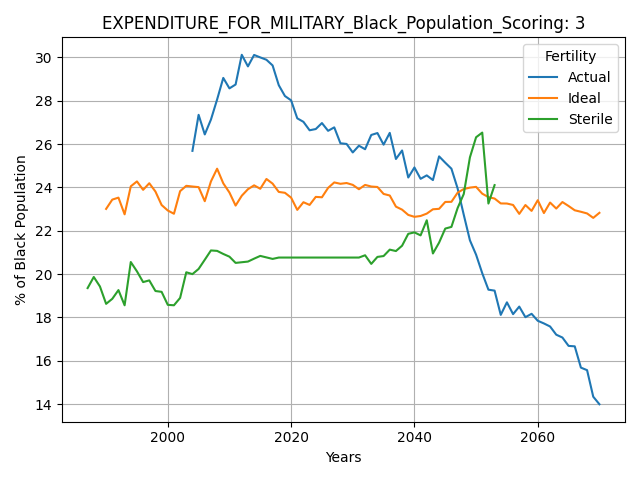 EXPENDITURE_FOR_MILITARY_Black_Population_Scoring: 3
Fertility
Actual
Ideal
Sterile
% of Black Population
30
28
26
24
22
20
18
16
14
2000 2020 2040 2060
Years